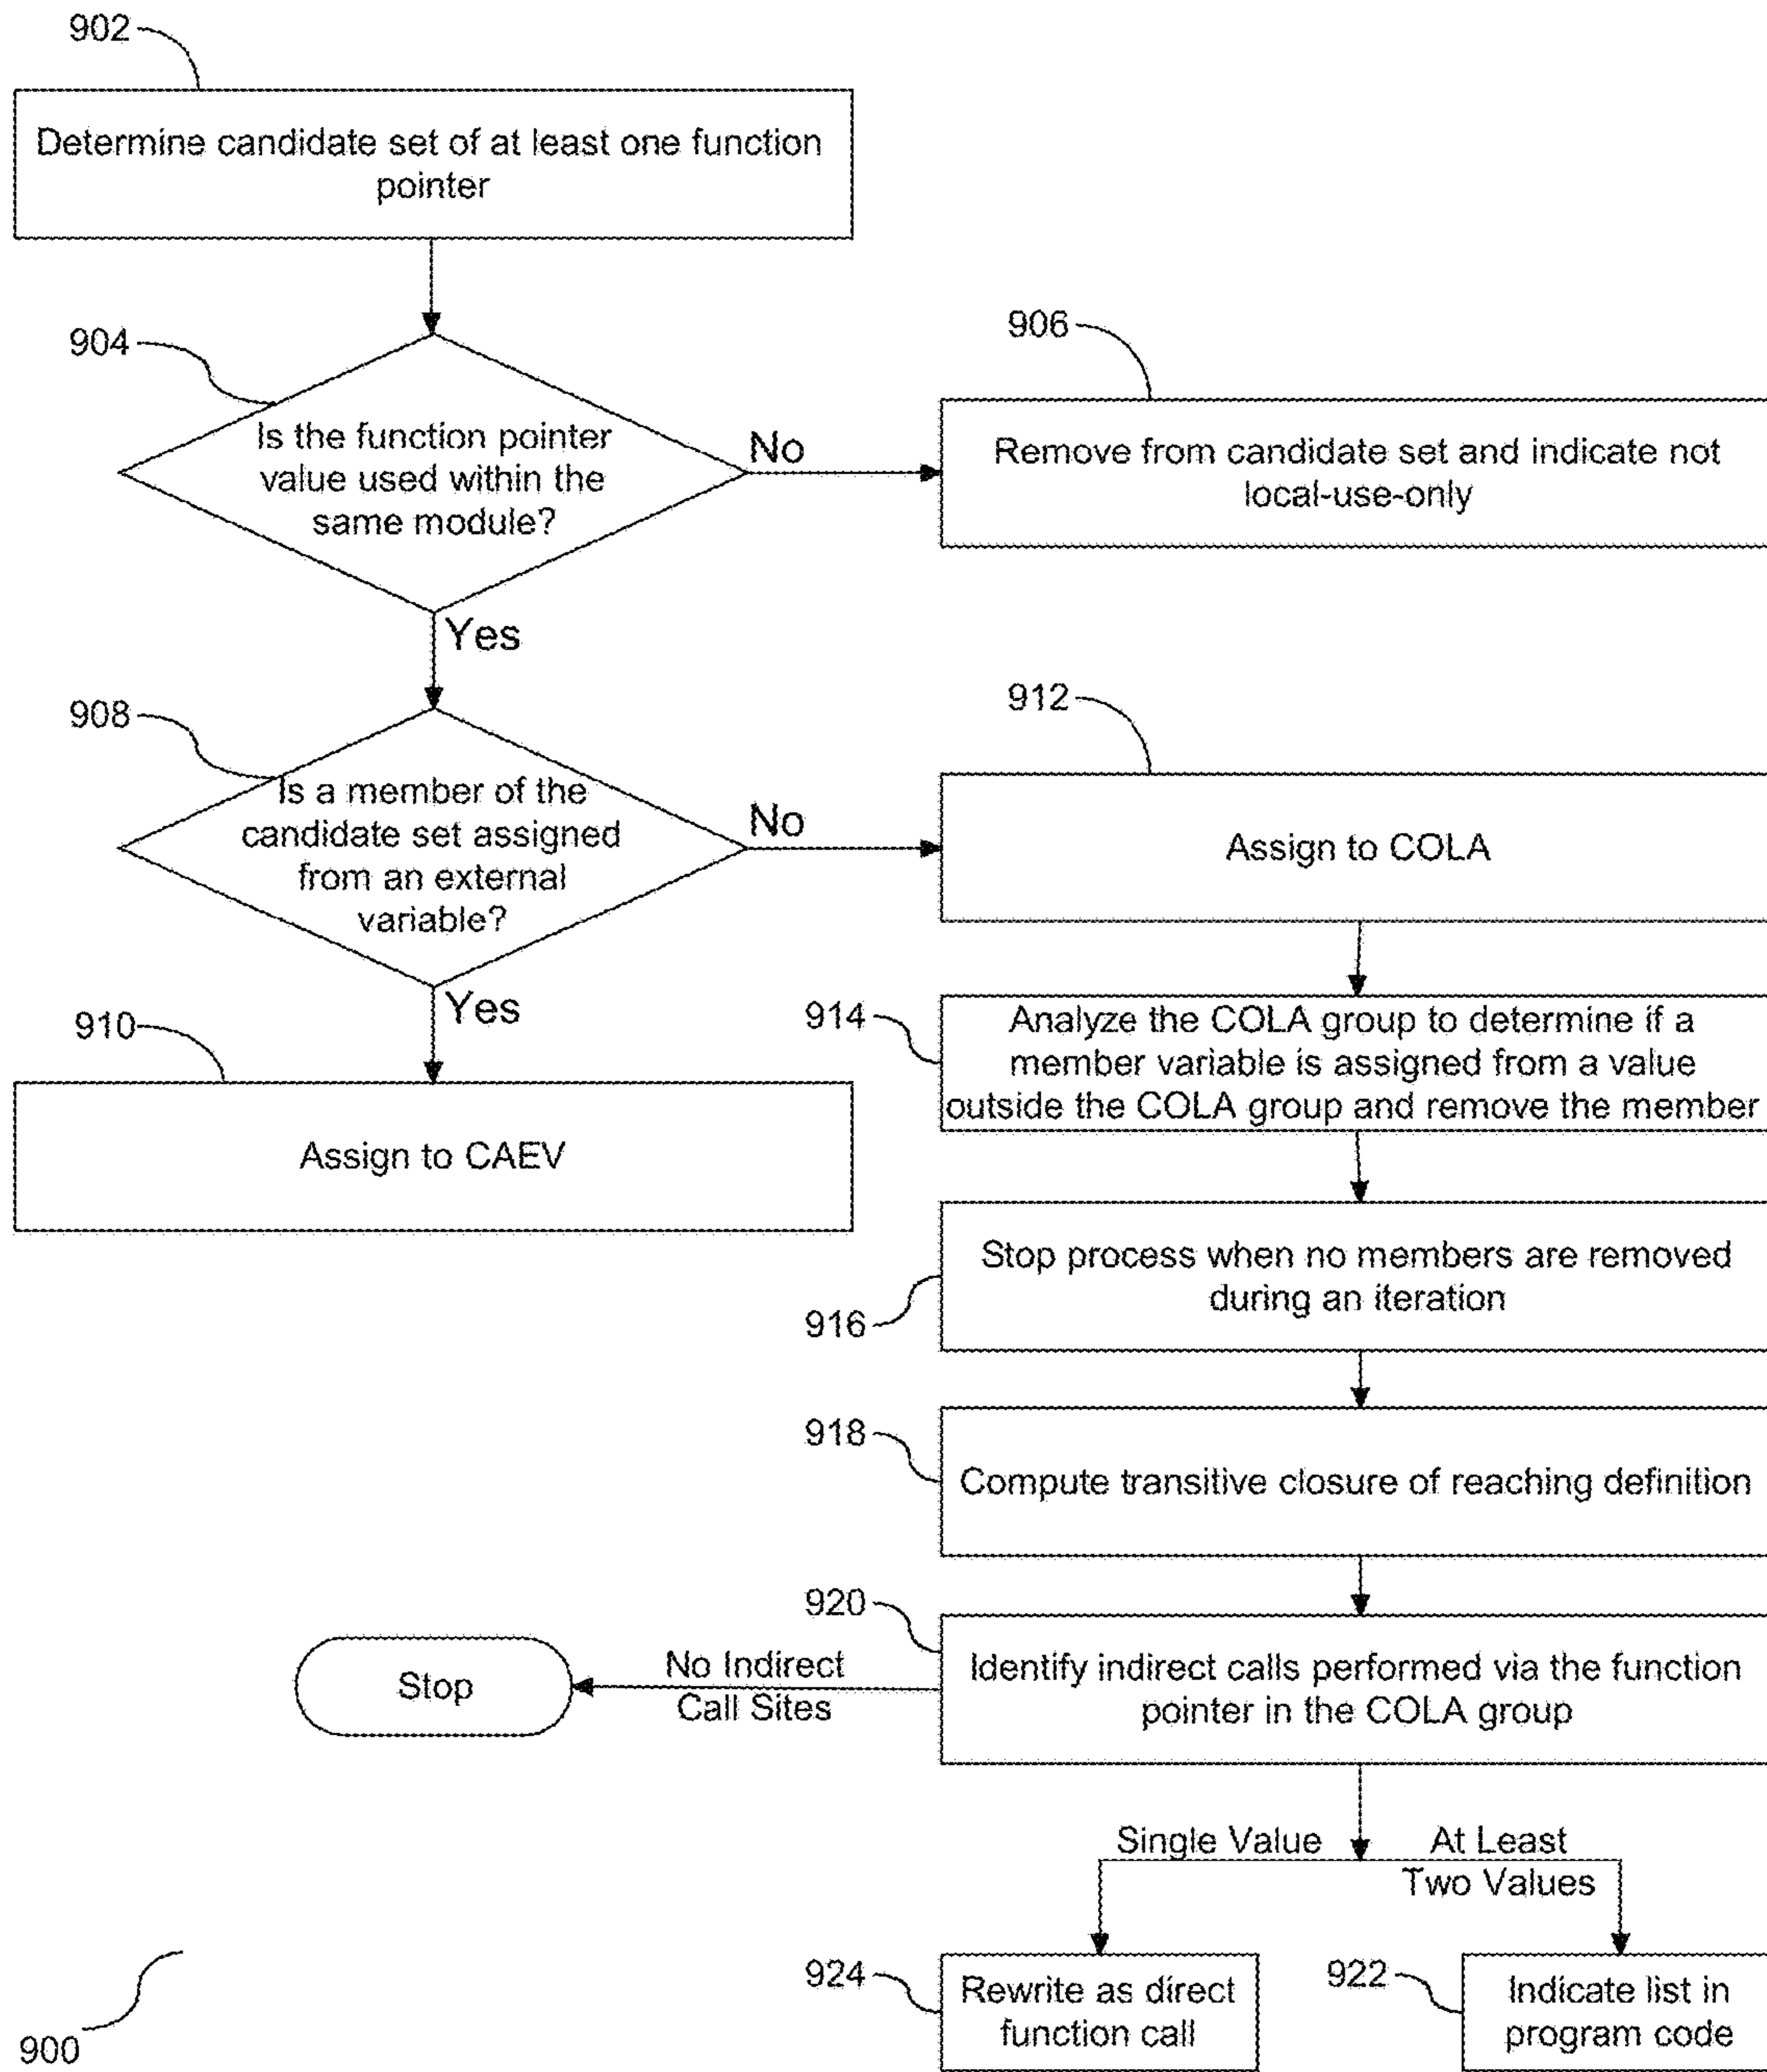 902
Determine candidate set of at least one function
pointer
904
Is the function pointer
value used within the
same module?
No
906
Remove from candidate set and indicate not
local-use-only
Yes
908
Is a member of the
candidate set assigned
from an external
variable?
No
912
Assign to COLA
Yes
910
Assign to CAEV
914
Analyze the COLA group to determine if a
member variable is assigned from a value
outside the COLA group and remove the member
916
Stop process when no members are removed
during an iteration
918
Compute transitive closure of reaching definition
920
Identify indirect calls performed via the function
pointer in the COLA group
No Indirect
Call Sites
Stop
Single Value
At Least
Two Values
924
Rewrite as direct
function call
922
Indicate list in
program code
900